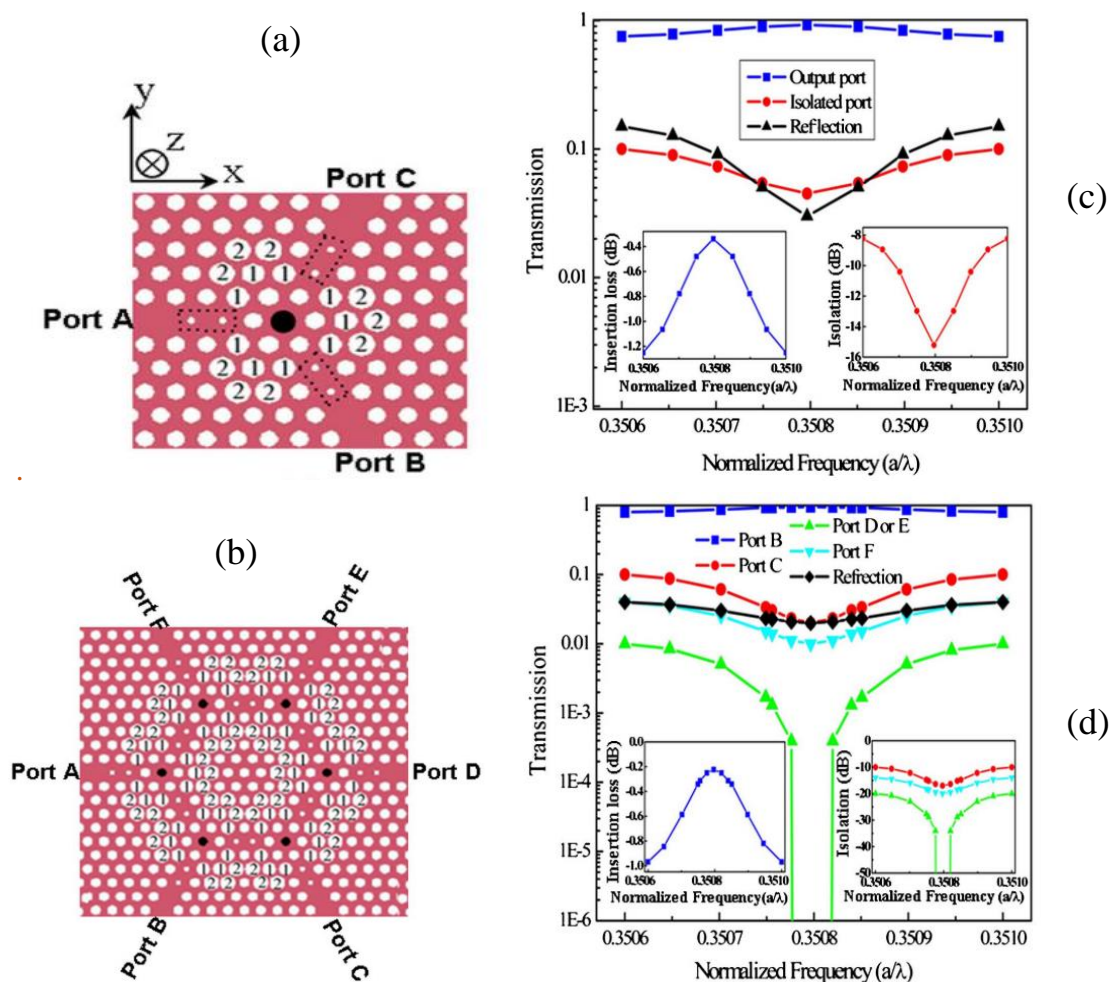 (a)
y
z
x
Port C
Port A
Port B
2 2
2 1 1
1 1 2
1 2
1 1 2
2 1 1
2 2
(c)
Transmission
1
0.1
0.01
1E-3
Output port
Isolated port
Reflection
Insertion loss (dB)
-0.4
-0.6
-0.8
-1.0
-1.2
0.3506 0.3508 0.3510
Normalized Frequency(a/λ)
Isolation (dB)
-8
-10
-12
-14
-16
0.3506 0.3508 0.3510
Normalized Frequency(a/λ)
0.3506 0.3507 0.3508 0.3509 0.3510
Normalized Frequency (a/λ)
(b)
Port F
Port E
Port A
Port D
Port B
Port C
(d)
Transmission
1
0.1
0.01
1E-3
1E-4
1E-5
1E-6
Port B
Port C
Port D or E
Port F
Refrection
Insertion loss (dB)
0.0
-0.2
-0.4
-0.6
-0.8
-1.0
0.3506 0.3508 0.3510
Normalized Frequency(a/λ)
Isolation (dB)
0
-10
-20
-30
-40
-50
0.3506 0.3508 0.3510
Normalized Frequency(a/λ)
0.3506 0.3507 0.3508 0.3509 0.3510
Normalized Frequency (a/λ)